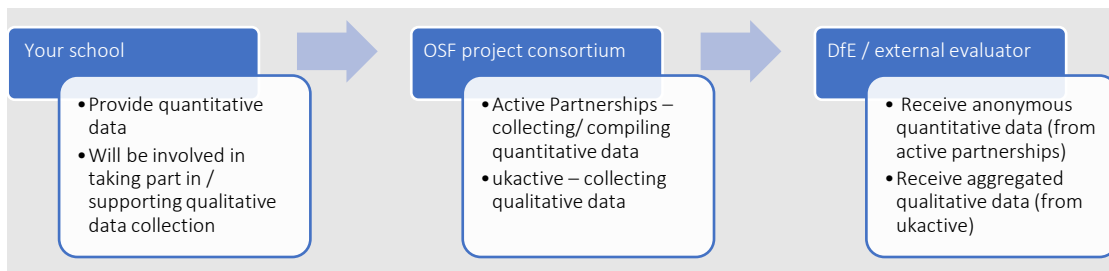 Your school
• Provide quantitative
data
• Will be involved in
taking part in /
supporting qualitative
data collection
OSF project consortium
• Active Partnerships –
collecting/ compiling
quantitative data
• ukactive – collecting
qualitative data
DfE / external evaluator
• Receive anonymous
quantitative data (from
active partnerships)
• Receive aggregated
qualitative data (from
ukactive)